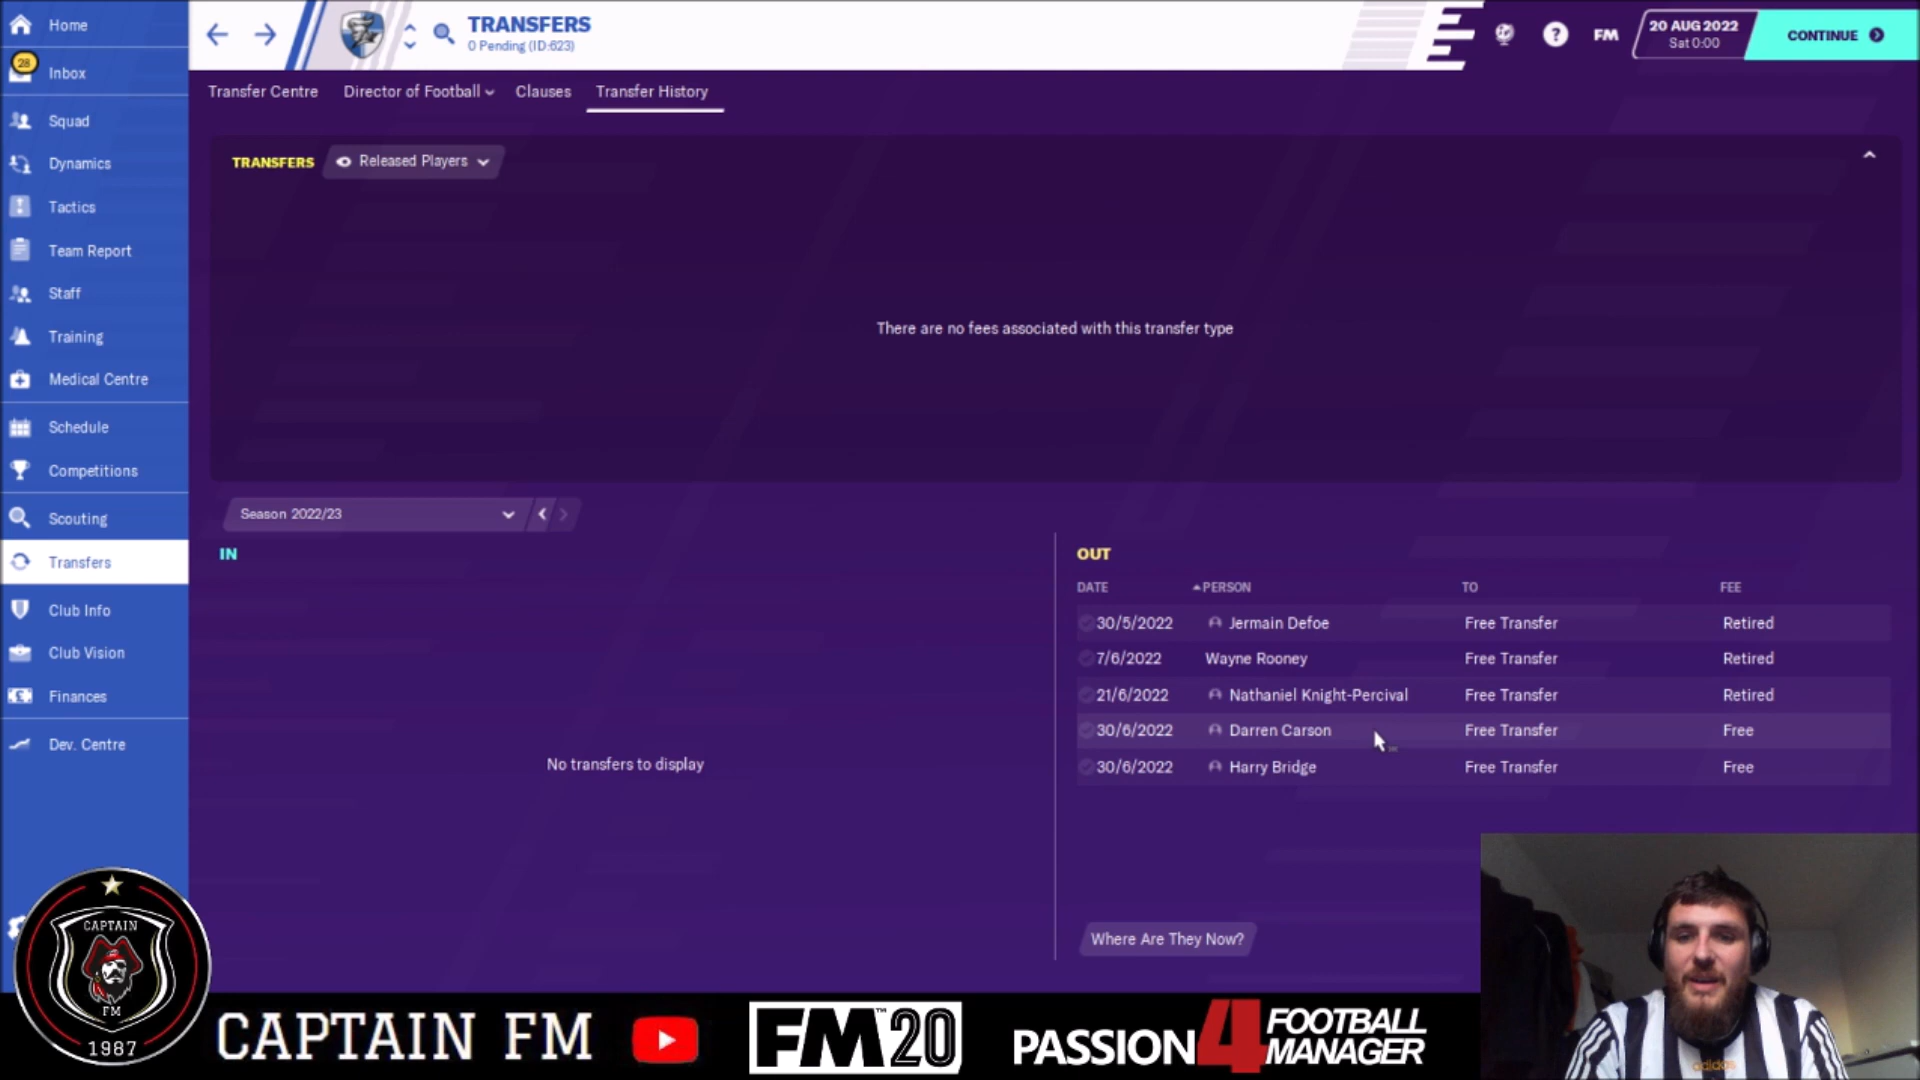 Home
28
Inbox
Squad
Dynamics
Tactics
Team Report
Staff
Training
Medical Centre
Schedule
Competitions
Scouting
Transfers
Club Info
Club Vision
Finances
Dev. Centre
TRANSFERS
0 Pending (ID:623)
?
FM
20 AUG 2022
Sat 0:00
CONTINUE
Transfer Centre
Director of Football
Clauses
Transfer History
TRANSFERS
Released Players
There are no fees associated with this transfer type
Season 2022/23
IN
No transfers to display
OUT
DATE PERSON TO FEE
30/5/2022 Jermain Defoe Free Transfer Retired
7/6/2022 Wayne Rooney Free Transfer Retired
21/6/2022 Nathaniel Knight-Percival Free Transfer Retired
30/6/2022 Darren Carson Free Transfer Free
30/6/2022 Harry Bridge Free Transfer Free
Where Are They Now?
CAPTAIN
FM
1987
CAPTAIN FM
FM20
™
PASSION 4 FOOTBALL
MANAGER
adidas